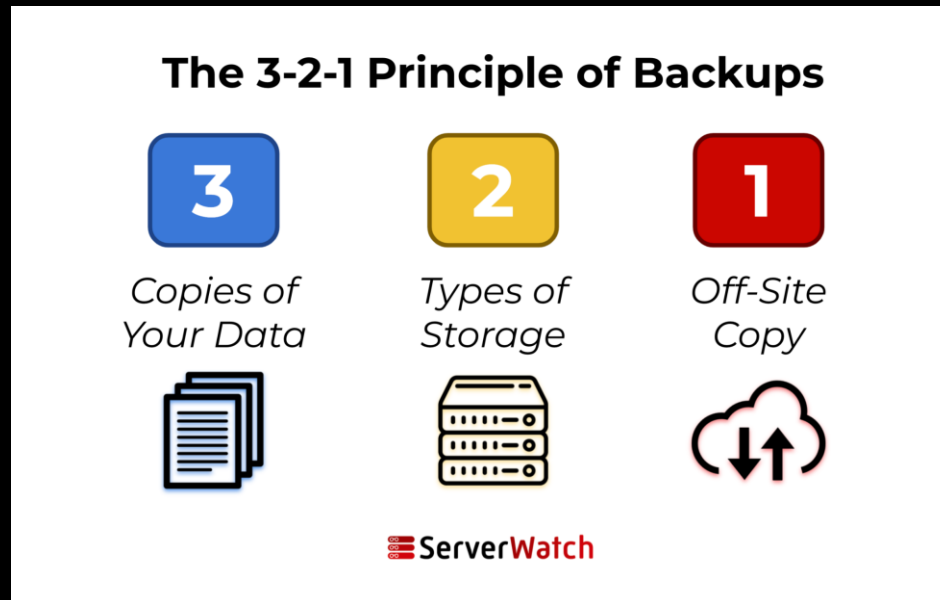 The 3-2-1 Principle of Backups
3
2
1
Copies of
Your Data
Types of
Storage
Off-Site
Copy
ServerWatch